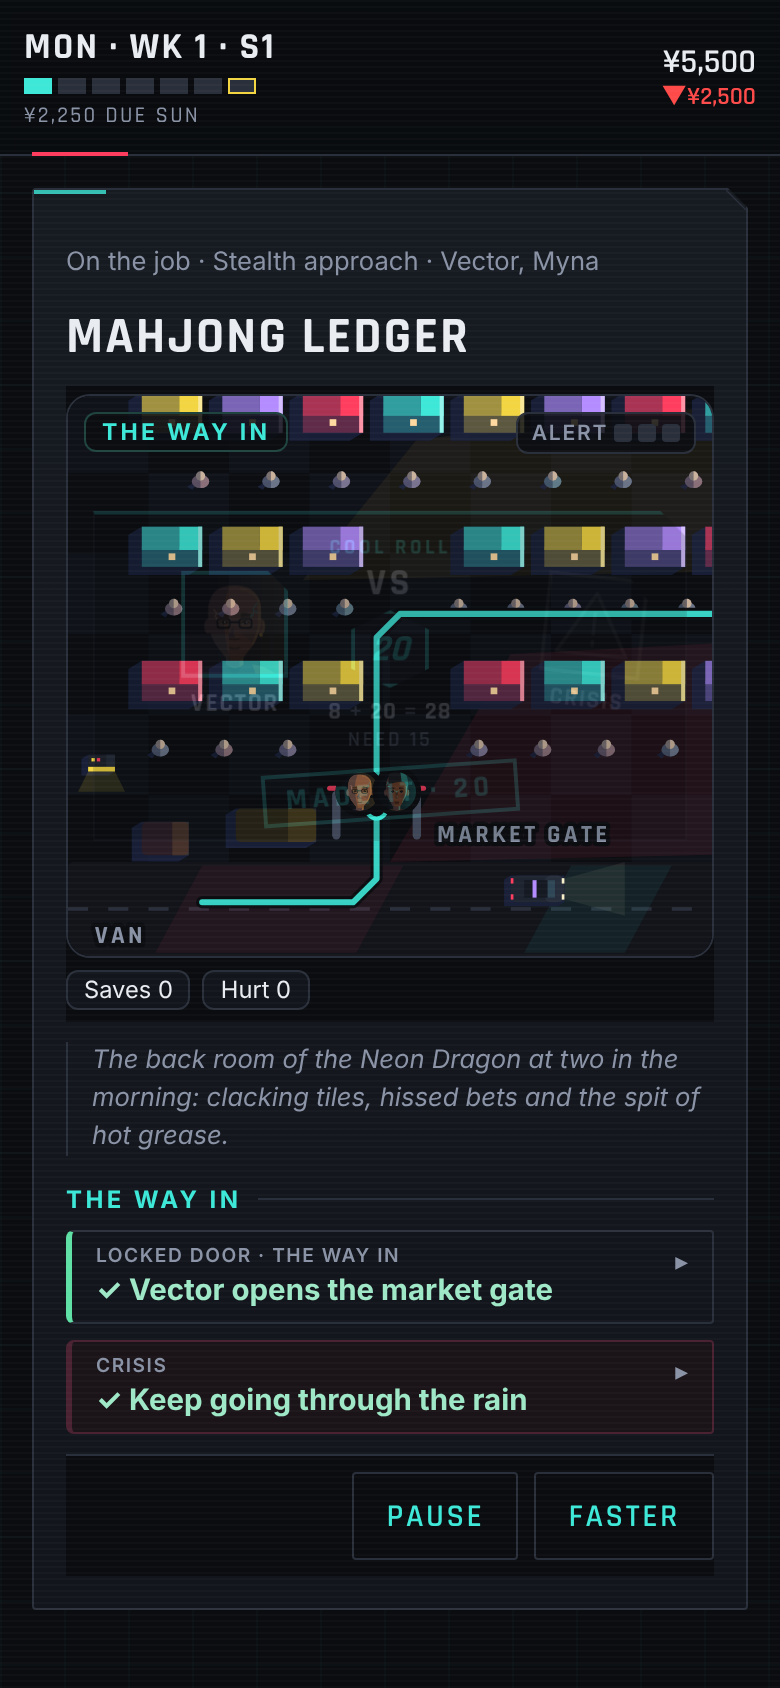 MON · WK 1 · S1
¥5,500
▼¥2,500
¥2,250 DUE SUN
On the job · Stealth approach · Vector, Myna
MAHJONG LEDGER
THE WAY IN
ALERT
COOL ROLL
VS
20
VECTOR
CRISIS
8 + 20 = 28
NEED 15
· 20
MARKET GATE
VAN
Saves 0
Hurt 0
The back room of the Neon Dragon at two in the
morning: clacking tiles, hissed bets and the spit of
hot grease.
THE WAY IN
LOCKED DOOR · THE WAY IN
✓ Vector opens the market gate
CRISIS
✓ Keep going through the rain
PAUSE
FASTER